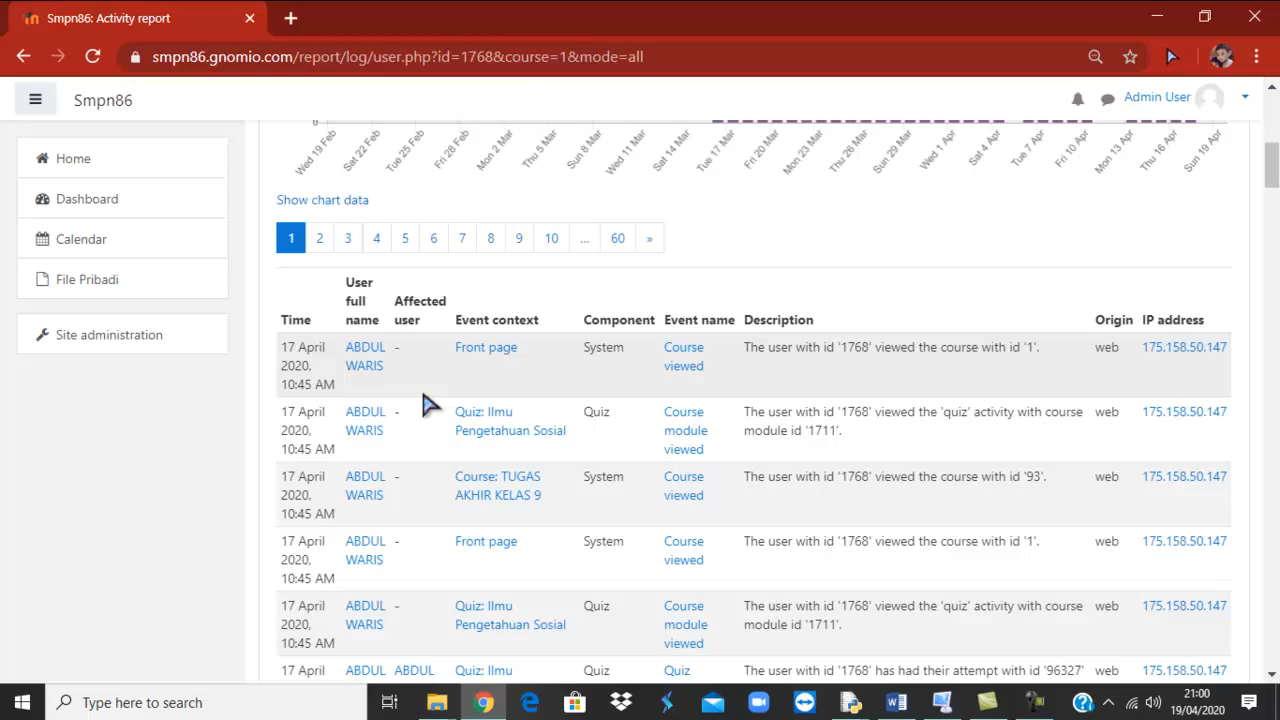 Smpn86: Activity report
smpn86.gnomio.com/report/log/user.php?id=1768&course=1&mode=all
Smpn86
Admin User
Home
Dashboard
Calendar
File Pribadi
Site administration
0
Wed 19 Feb
Sat 22 Feb
Tue 25 Feb
Fri 28 Feb
Mon 2 Mar
Thu 5 Mar
Sun 8 Mar
Wed 11 Mar
Sat 14 Mar
Tue 17 Mar
Fri 20 Mar
Mon 23 Mar
Thu 26 Mar
Sun 29 Mar
Wed 1 Apr
Sat 4 Apr
Tue 7 Apr
Fri 10 Apr
Mon 13 Apr
Thu 16 Apr
Sun 19 Apr
Show chart data
1 2 3 4 5 6 7 8 9 10 ... 60 »
Time User full name Affected user Event context Component Event name Description Origin IP address
17 April 2020, 10:45 AM ABDUL WARIS - Front page System Course viewed The user with id '1768' viewed the course with id '1'. web 175.158.50.147
17 April 2020, 10:45 AM ABDUL WARIS - Quiz: Ilmu Pengetahuan Sosial Quiz Course module viewed The user with id '1768' viewed the 'quiz' activity with course module id '1711'. web 175.158.50.147
17 April 2020, 10:45 AM ABDUL WARIS - Course: TUGAS AKHIR KELAS 9 System Course viewed The user with id '1768' viewed the course with id '93'. web 175.158.50.147
17 April 2020, 10:45 AM ABDUL WARIS - Front page System Course viewed The user with id '1768' viewed the course with id '1'. web 175.158.50.147
17 April 2020, 10:45 AM ABDUL WARIS - Quiz: Ilmu Pengetahuan Sosial Quiz Course module viewed The user with id '1768' viewed the 'quiz' activity with course module id '1711'. web 175.158.50.147
17 April ABDUL ABDUL Quiz: Ilmu Quiz Quiz The user with id '1768' has had their attempt with id '96327' web 175.158.50.147
Type here to search
21:00
19/04/2020